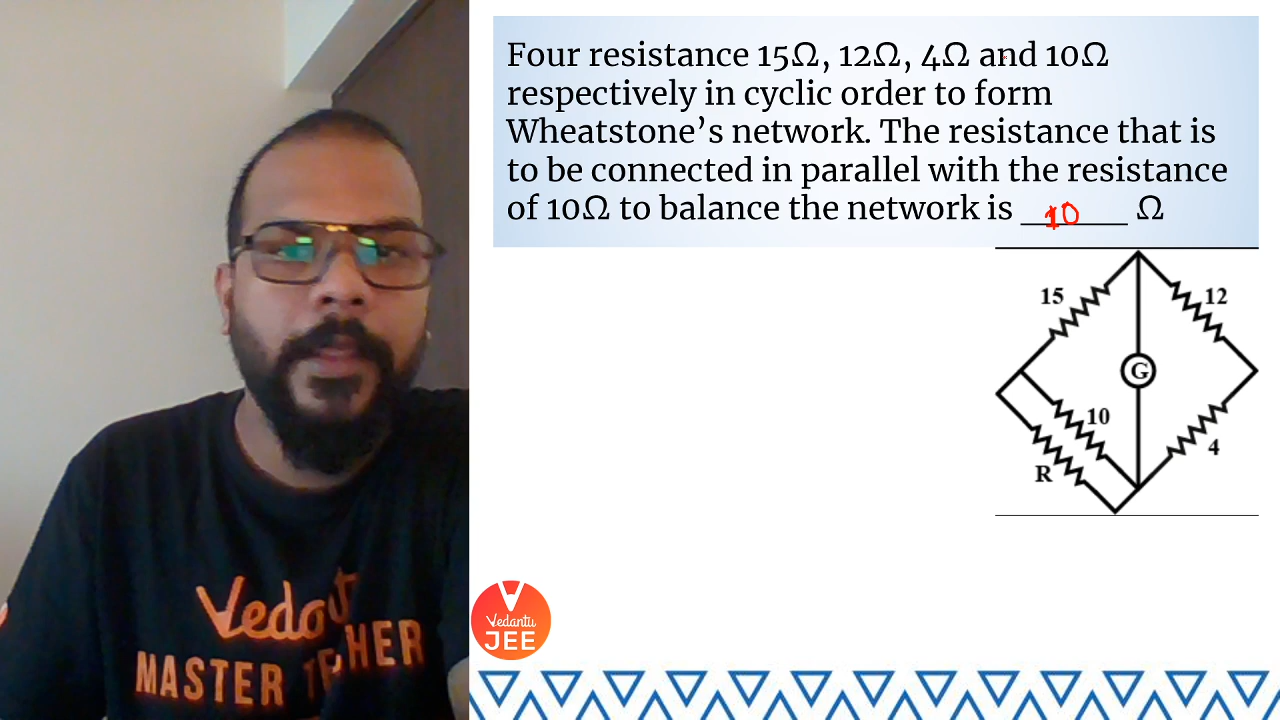 Four resistance 15Ω, 12Ω, 4Ω and 10Ω
respectively in cyclic order to form
Wheatstone’s network. The resistance that is
to be connected in parallel with the resistance
of 10Ω to balance the network is 10 Ω
15
12
G
10
4
R
Vedantu
JEE
MASTER